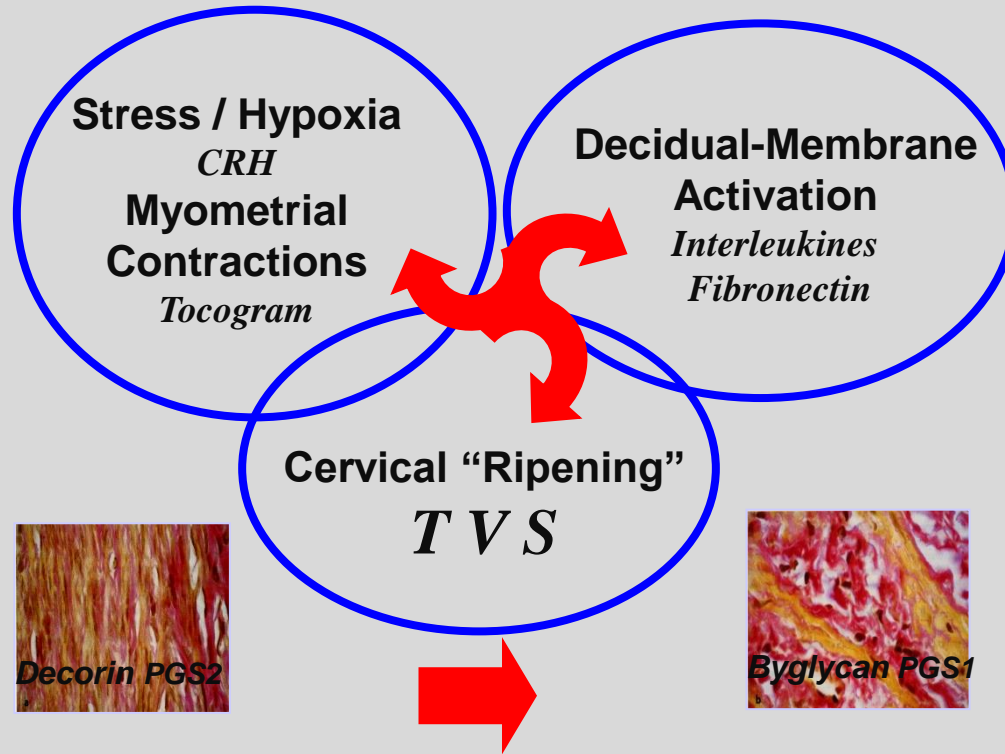 Stress / Hypoxia
CRH
Myometrial
Contractions
Tocogram
Decidual-Membrane
Activation
Interleukines
Fibronectin
Cervical “Ripening”
T V S
Decorin PGS2
a
Byglycan PGS1
b